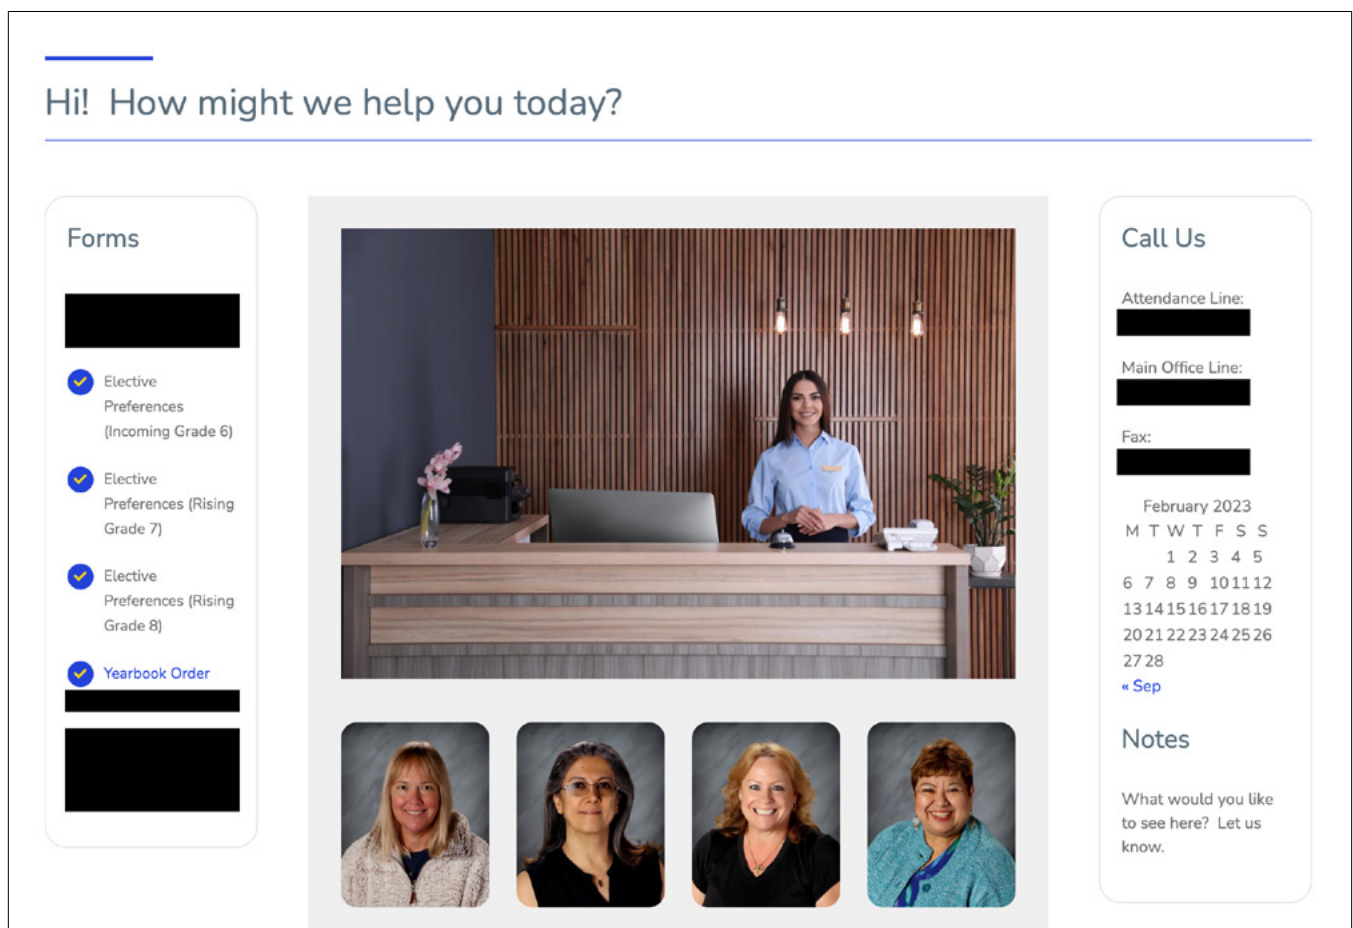 Hi!  How might we help you today?
Forms
Elective
Preferences
(Incoming Grade 6)
Elective
Preferences (Rising
Grade 7)
Elective
Preferences (Rising
Grade 8)
Yearbook Order
Call Us
Attendance Line:
Main Office Line:
Fax:
February 2023
M T W T F S S
1 2 3 4 5
6 7 8 9 10 11 12
13 14 15 16 17 18 19
20 21 22 23 24 25 26
27 28
« Sep
Notes
What would you like
to see here?  Let us
know.